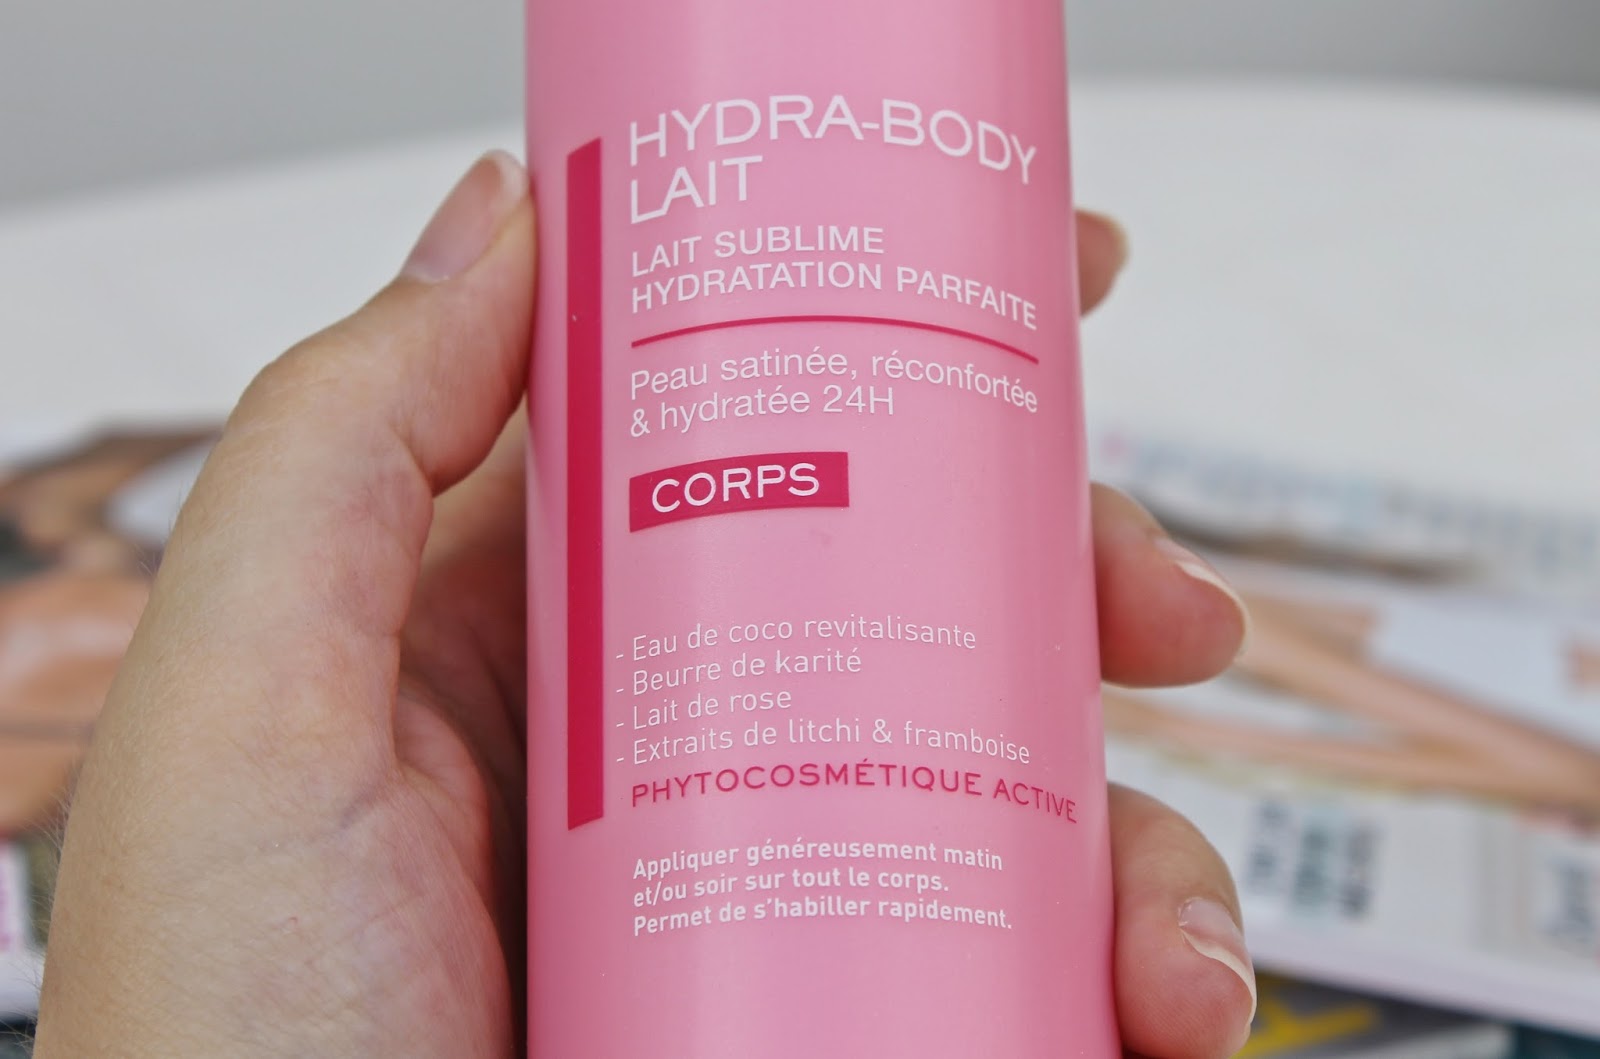 HYDRA-BODY
LAIT
LAIT SUBLIME
HYDRATATION PARFAITE
Peau satinée, réconfortée
& hydratée 24H
CORPS
- Eau de coco revitalisante
- Beurre de karité
- Lait de rose
- Extraits de litchi & framboise
PHYTOCOSMÉTIQUE ACTIVE
Appliquer généreusement matin
et/ou soir sur tout le corps.
Permet de s'habiller rapidement.